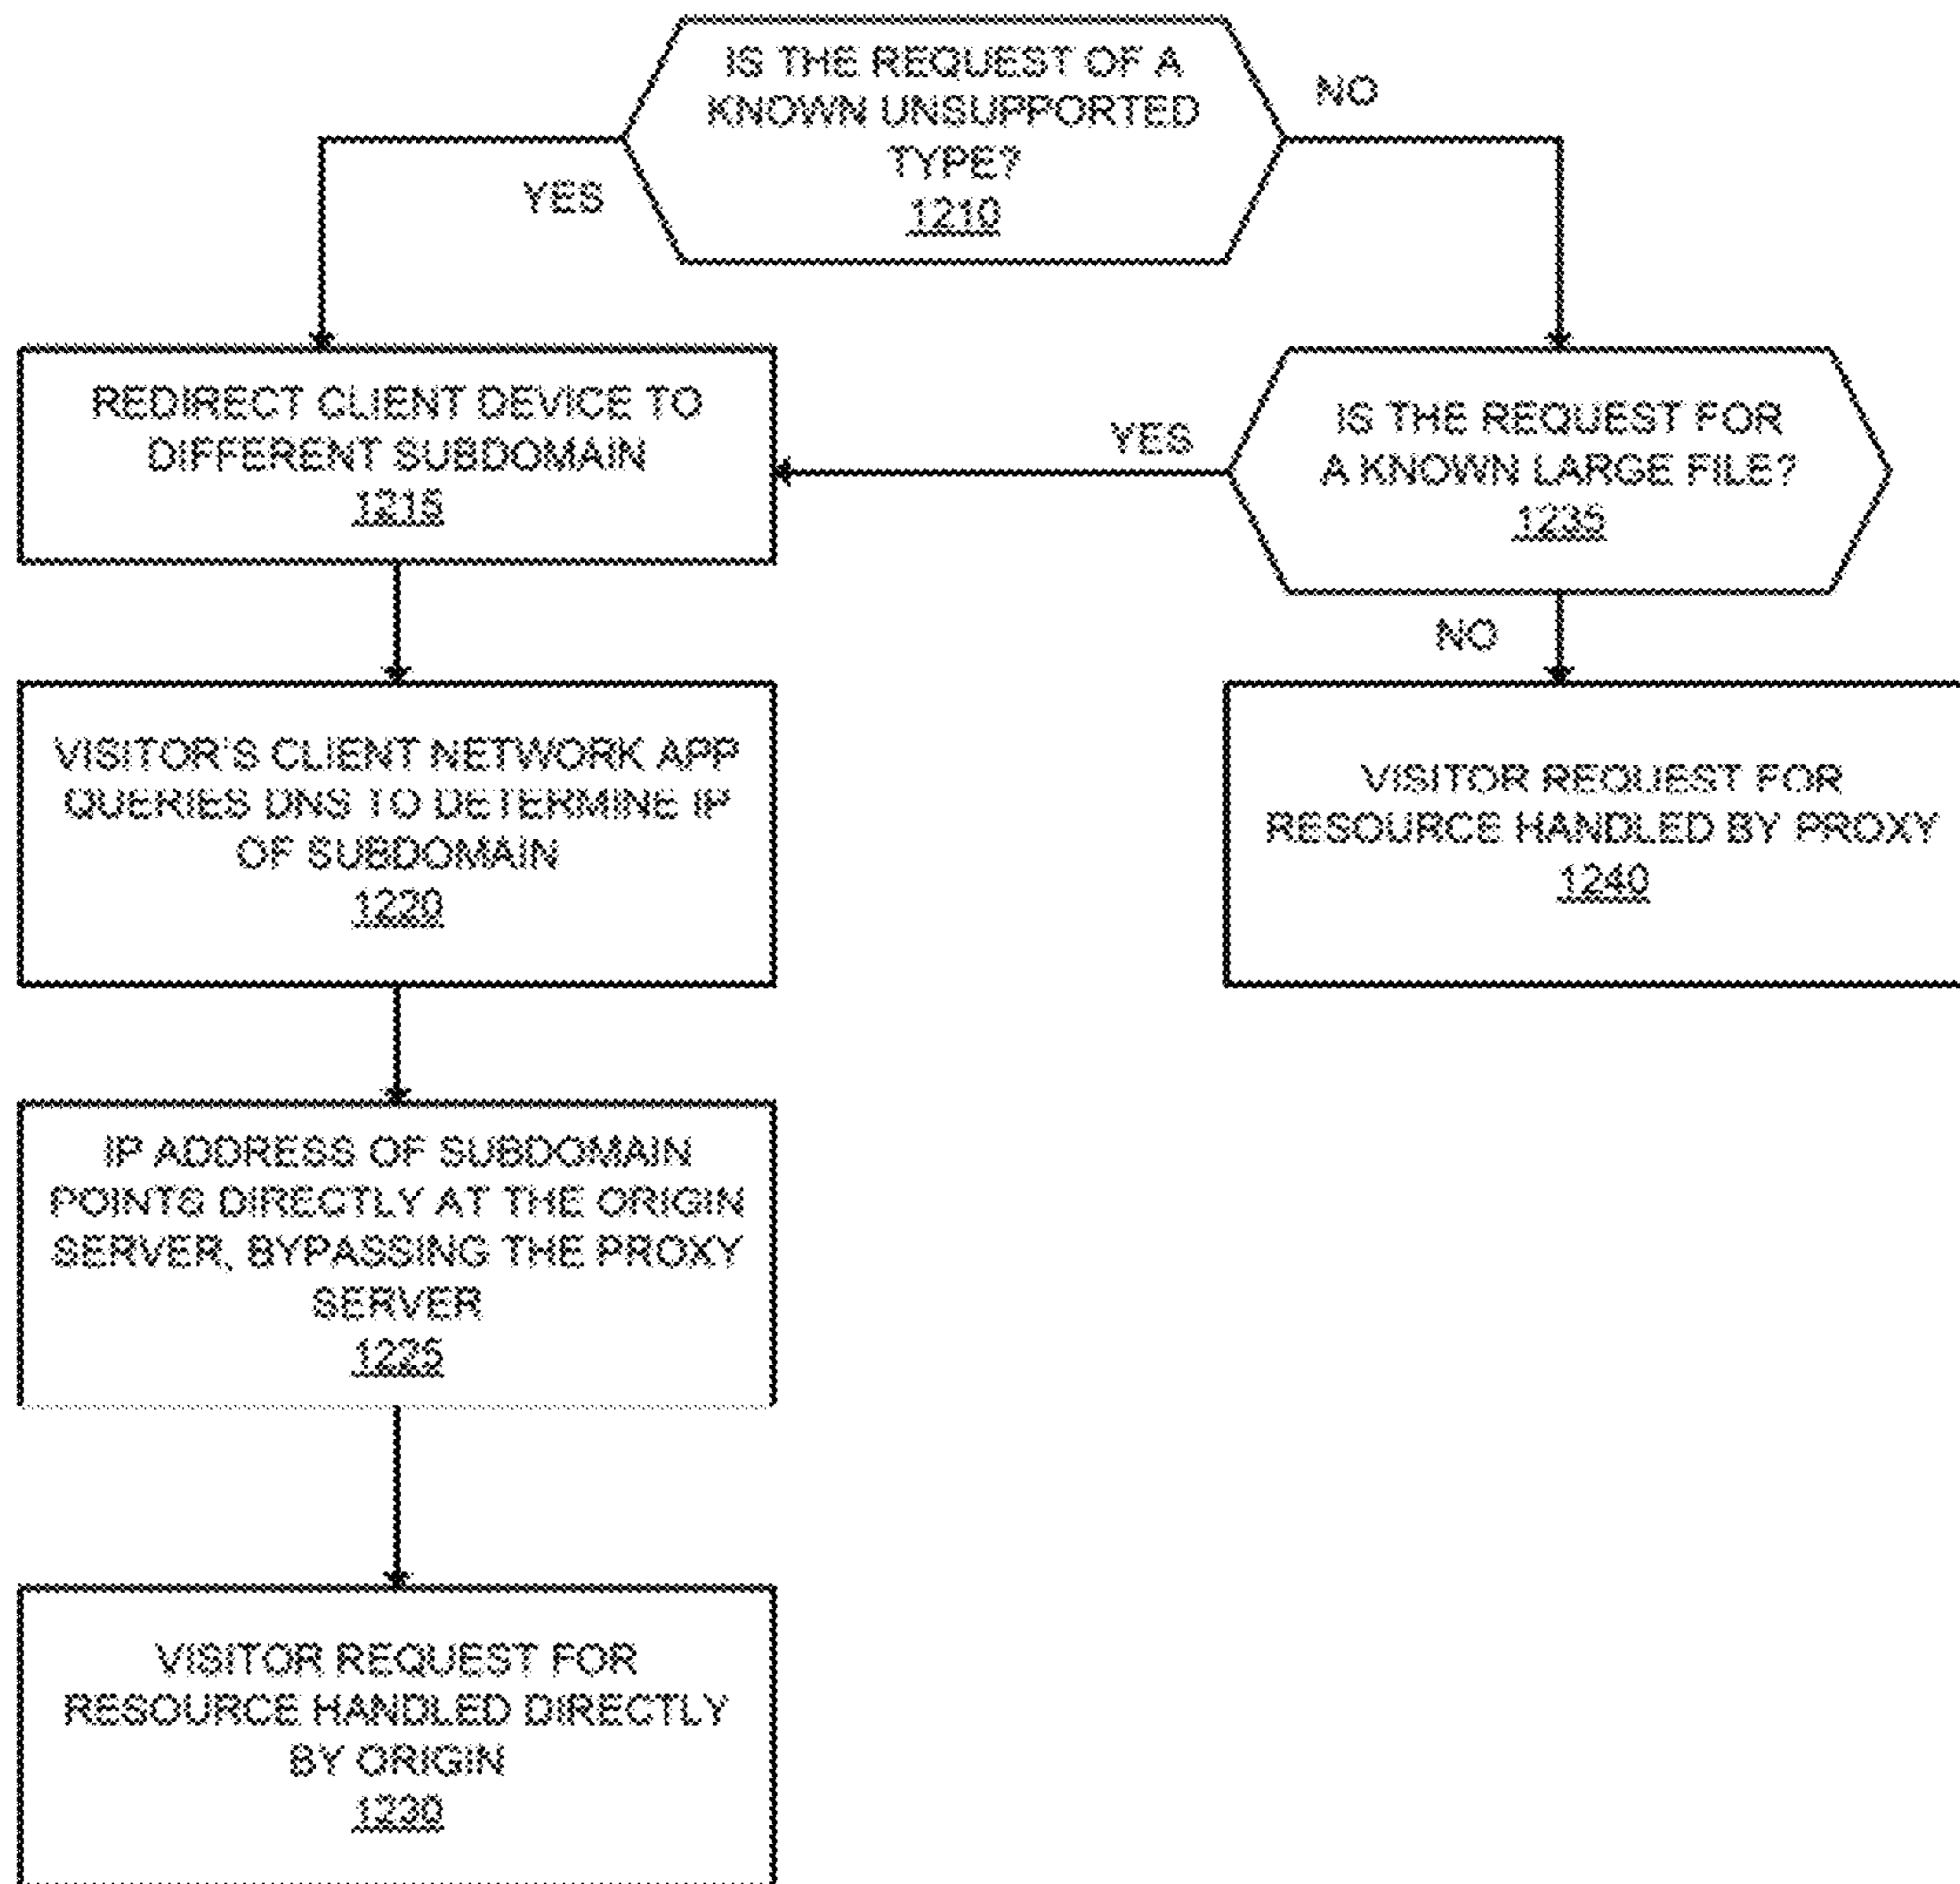 IS THE REQUEST OF A
KNOWN UNSUPPORTED
TYPE?
1210
NO
YES
REDIRECT CLIENT DEVICE TO
DIFFERENT SUBDOMAIN
1215
YES
IS THE REQUEST FOR
A KNOWN LARGE FILE?
1235
NO
VISITOR'S CLIENT NETWORK APP
QUERIES DNS TO DETERMINE IP
OF SUBDOMAIN
1220
VISITOR REQUEST FOR
RESOURCE HANDLED BY PROXY
1240
IP ADDRESS OF SUBDOMAIN
POINTS DIRECTLY AT THE ORIGIN
SERVER, BYPASSING THE PROXY
SERVER
1225
VISITOR REQUEST FOR
RESOURCE HANDLED DIRECTLY
BY ORIGIN
1230